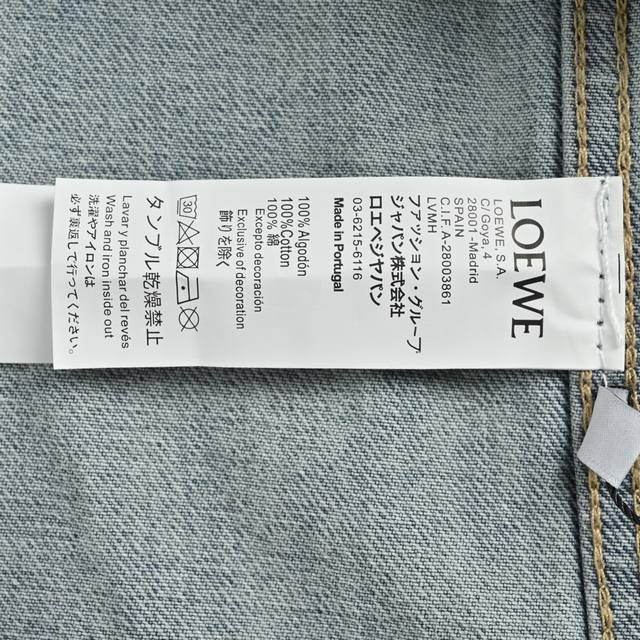 LOEWE
LOEWE, S.A.
C/Goya, 4
28001-Madrid
SPAIN
C.I.F.A-28003861
LVMH
ファッション・グループ
ジャパン株式会社
ロエベジャパン
03-6215-6116
Made In Portugal
100% Algodón
100%Cotton
100% 綿
Excepto decoración
Exclusive of decoration
飾りを除く
30
タンブル乾燥禁止
Lavar y planchar del revés
Wash and iron inside out
洗濯やアイロンは
必ず裏返しで行ってください。